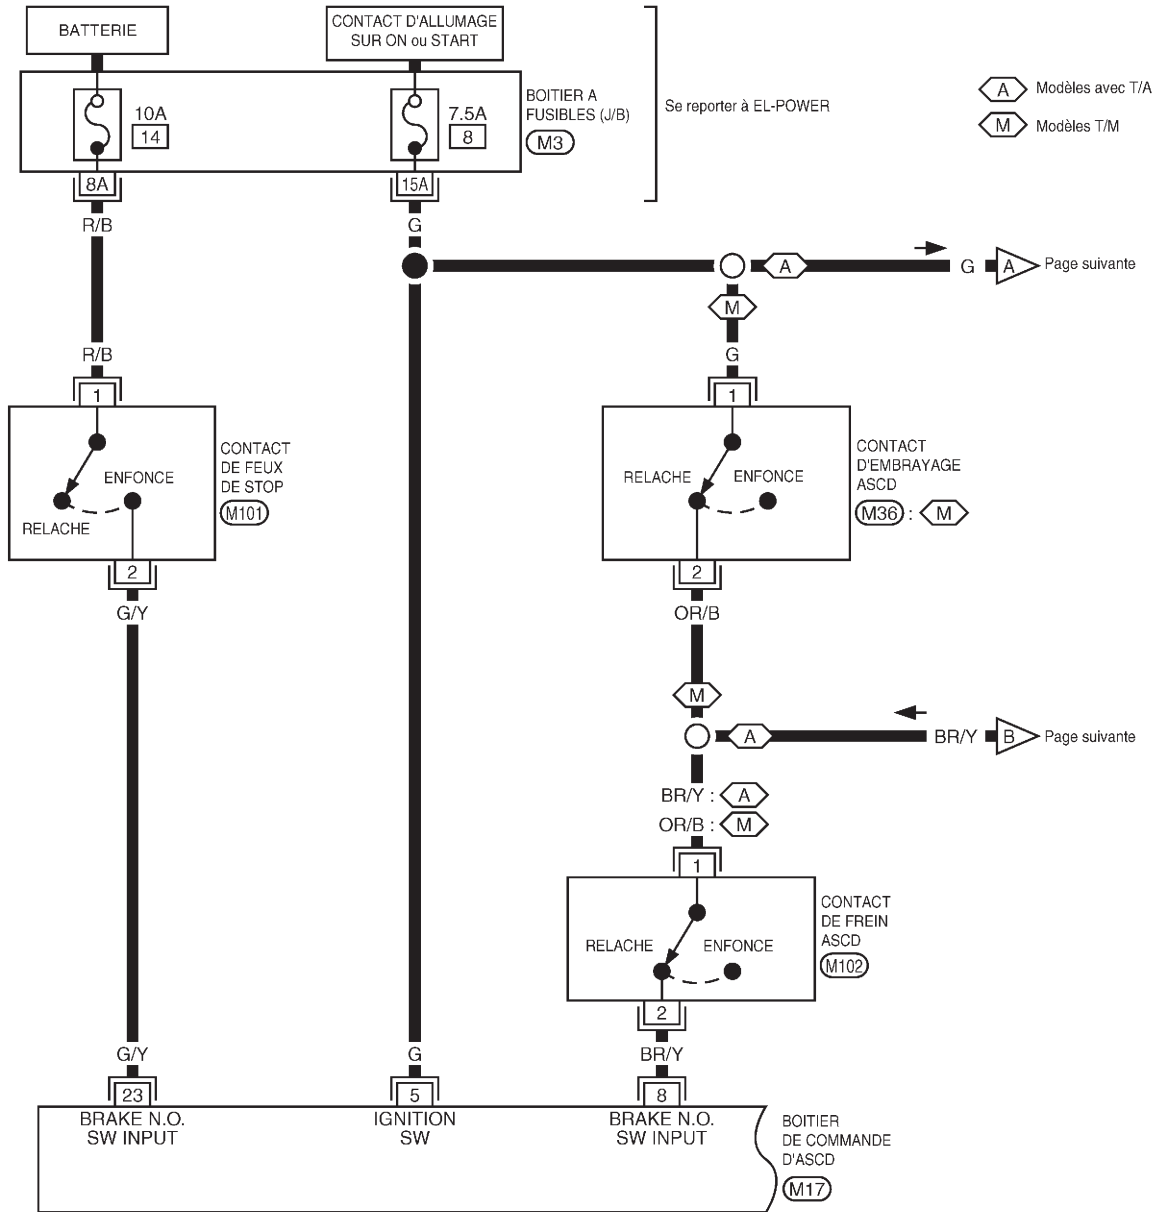 BATTERIE
CONTACT D'ALLUMAGE
SUR ON ou START
10A
14
7.5A
8
BOITIER A
FUSIBLES (J/B)
M3
Se reporter à EL-POWER
A Modèles avec T/A
M Modèles T/M
8A
15A
R/B
G
A
G
A
Page suivante
M
R/B
G
1
1
CONTACT
DE FEUX
DE STOP
M101
ENFONCE
RELACHE
CONTACT
D'EMBRAYAGE
ASCD
M36 : M
RELACHE
ENFONCE
2
2
G/Y
OR/B
M
A
BR/Y
B
Page suivante
BR/Y : A
OR/B : M
1
CONTACT
DE FREIN
ASCD
M102
RELACHE
ENFONCE
2
G/Y
G
BR/Y
23
5
8
BRAKE N.O.
SW INPUT
IGNITION
SW
BRAKE N.O.
SW INPUT
BOITIER
DE COMMANDE
D'ASCD
M17